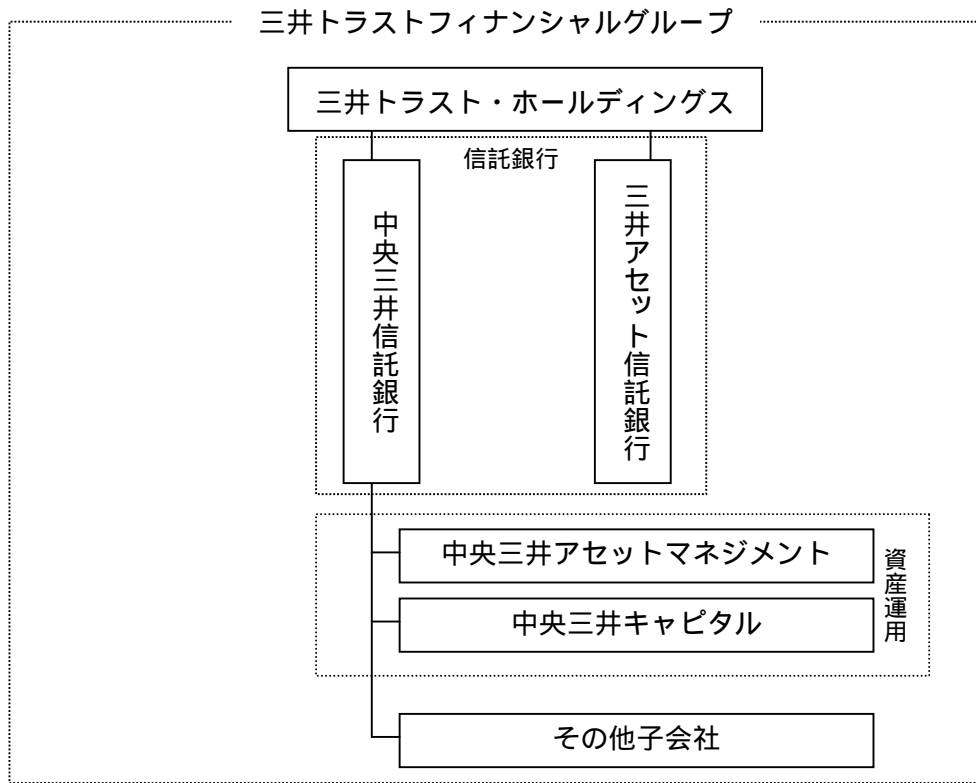 三井トラストフィナンシャルグループ
三井トラスト・ホールディングス
信託銀行
中央三井信託銀行
三井アセット信託銀行
中央三井アセットマネジメント
中央三井キャピタル
資産運用
その他子会社